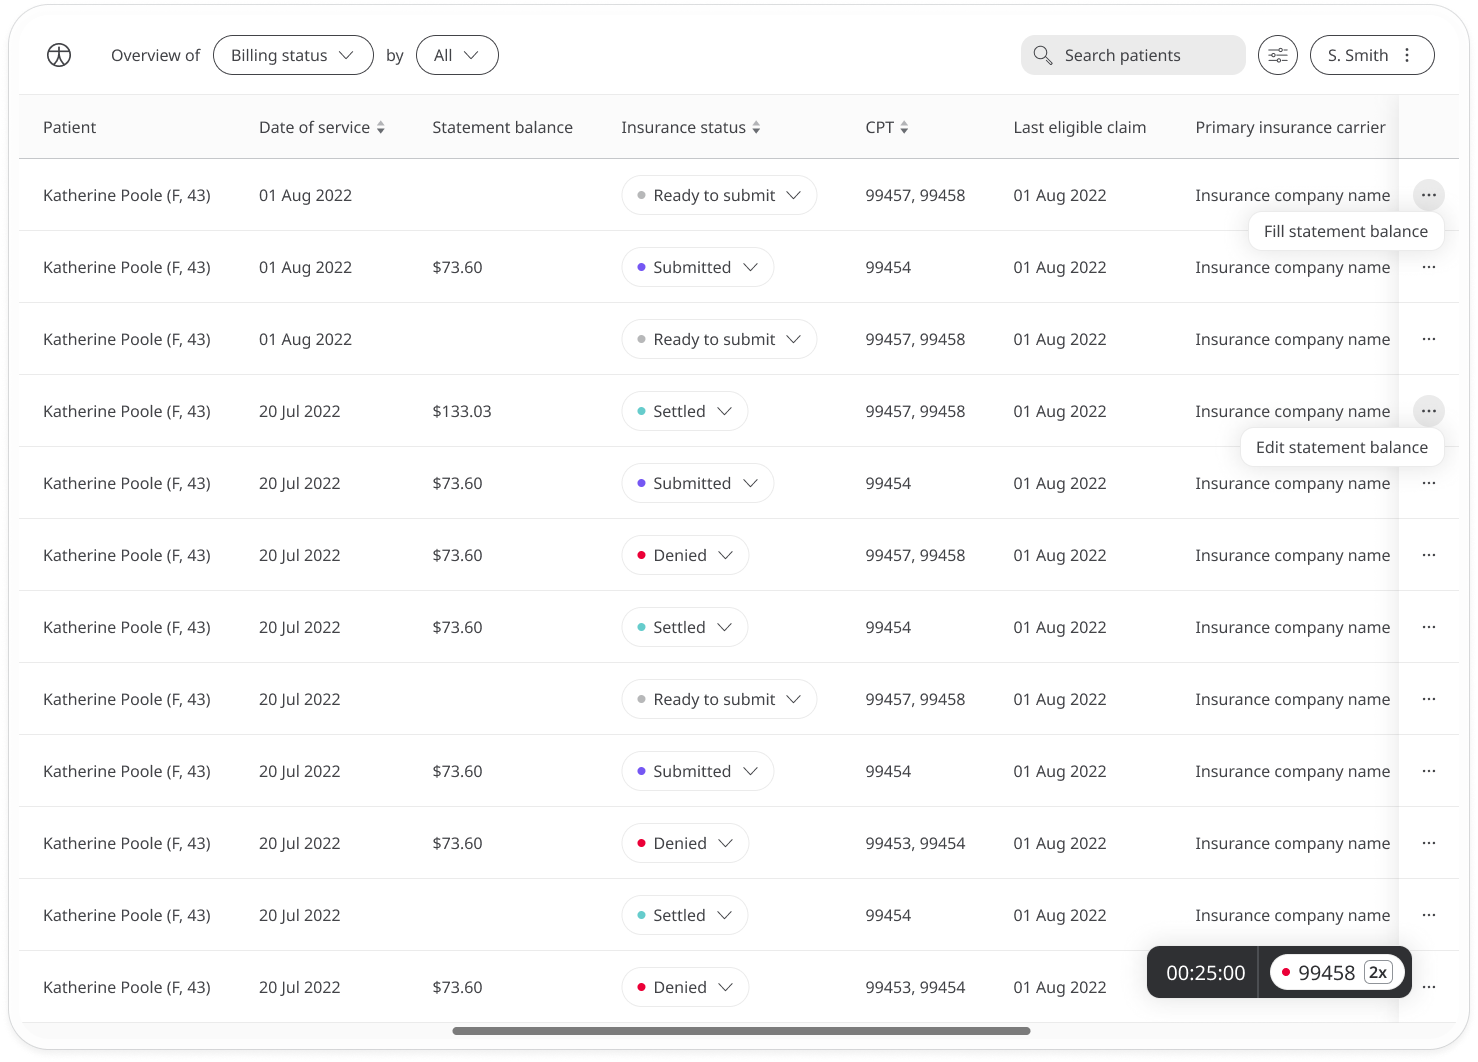 Overview of Billing status by All Search patients S. Smith
Patient Date of service Statement balance Insurance status CPT Last eligible claim Primary insurance carrier
Katherine Poole (F, 43) 01 Aug 2022 Ready to submit 99457, 99458 01 Aug 2022 Insurance company name
Fill statement balance
Katherine Poole (F, 43) 01 Aug 2022 $73.60 Submitted 99454 01 Aug 2022 Insurance company name
Katherine Poole (F, 43) 01 Aug 2022 Ready to submit 99457, 99458 01 Aug 2022 Insurance company name
Katherine Poole (F, 43) 20 Jul 2022 $133.03 Settled 99457, 99458 01 Aug 2022 Insurance company name
Edit statement balance
Katherine Poole (F, 43) 20 Jul 2022 $73.60 Submitted 99454 01 Aug 2022 Insurance company name
Katherine Poole (F, 43) 20 Jul 2022 $73.60 Denied 99457, 99458 01 Aug 2022 Insurance company name
Katherine Poole (F, 43) 20 Jul 2022 $73.60 Settled 99454 01 Aug 2022 Insurance company name
Katherine Poole (F, 43) 20 Jul 2022 Ready to submit 99457, 99458 01 Aug 2022 Insurance company name
Katherine Poole (F, 43) 20 Jul 2022 $73.60 Submitted 99454 01 Aug 2022 Insurance company name
Katherine Poole (F, 43) 20 Jul 2022 $73.60 Denied 99453, 99454 01 Aug 2022 Insurance company name
Katherine Poole (F, 43) 20 Jul 2022 Settled 99454 01 Aug 2022 Insurance company name
Katherine Poole (F, 43) 20 Jul 2022 $73.60 Denied 99453, 99454 01 Aug 2022
00:25:00 99458 2x